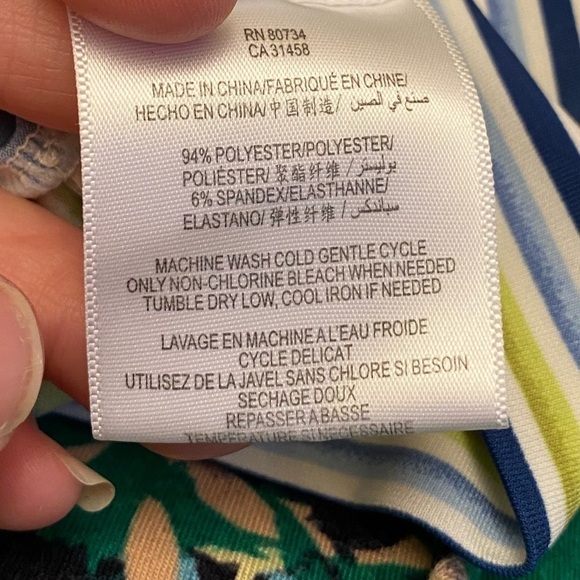 RN 80734
CA 31458
MADE IN CHINA/FABRIQUÉ EN CHINE/
HECHO EN CHINA/中国制造/ صنع في الصين
94% POLYESTER/POLYESTER/
POLIÉSTER/ 聚酯纤维 /بوليستر/
6% SPANDEX/ELASTHANNE/
ELASTANO/ 弹性纤维 /سباندكس/
MACHINE WASH COLD GENTLE CYCLE
ONLY NON-CHLORINE BLEACH WHEN NEEDED
TUMBLE DRY LOW, COOL IRON IF NEEDED
LAVAGE EN MACHINE A L'EAU FROIDE
CYCLE DELICAT
UTILISEZ DE LA JAVEL SANS CHLORE SI BESOIN
SECHAGE DOUX
REPASSER A BASSE
TEMPERATURE SI NECESSAIRE